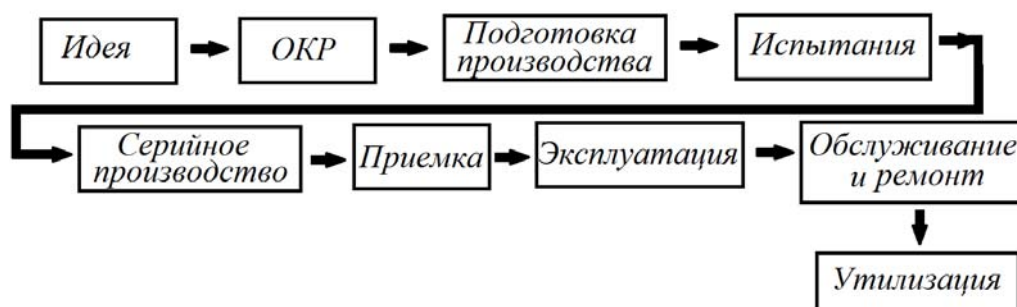 Идея
ОКР
Подготовка
производства
Испытания
Серийное
производство
Приемка
Эксплуатация
Обслуживание
и ремонт
Утилизация